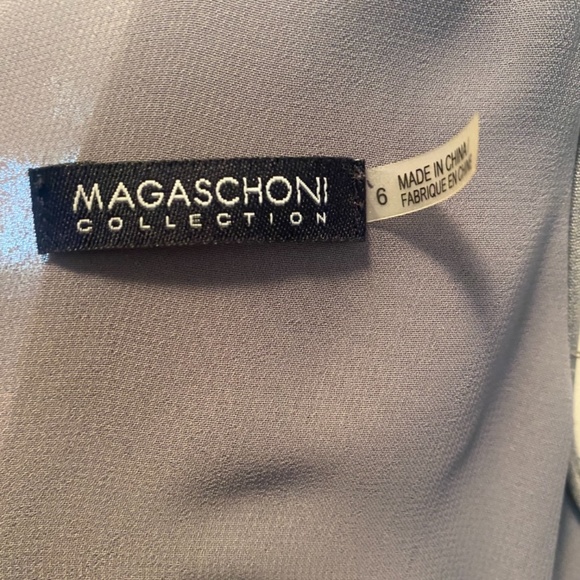 MAGASCHONI
COLLECTION
6
MADE IN CHINA/
FABRIQUE EN CHINE